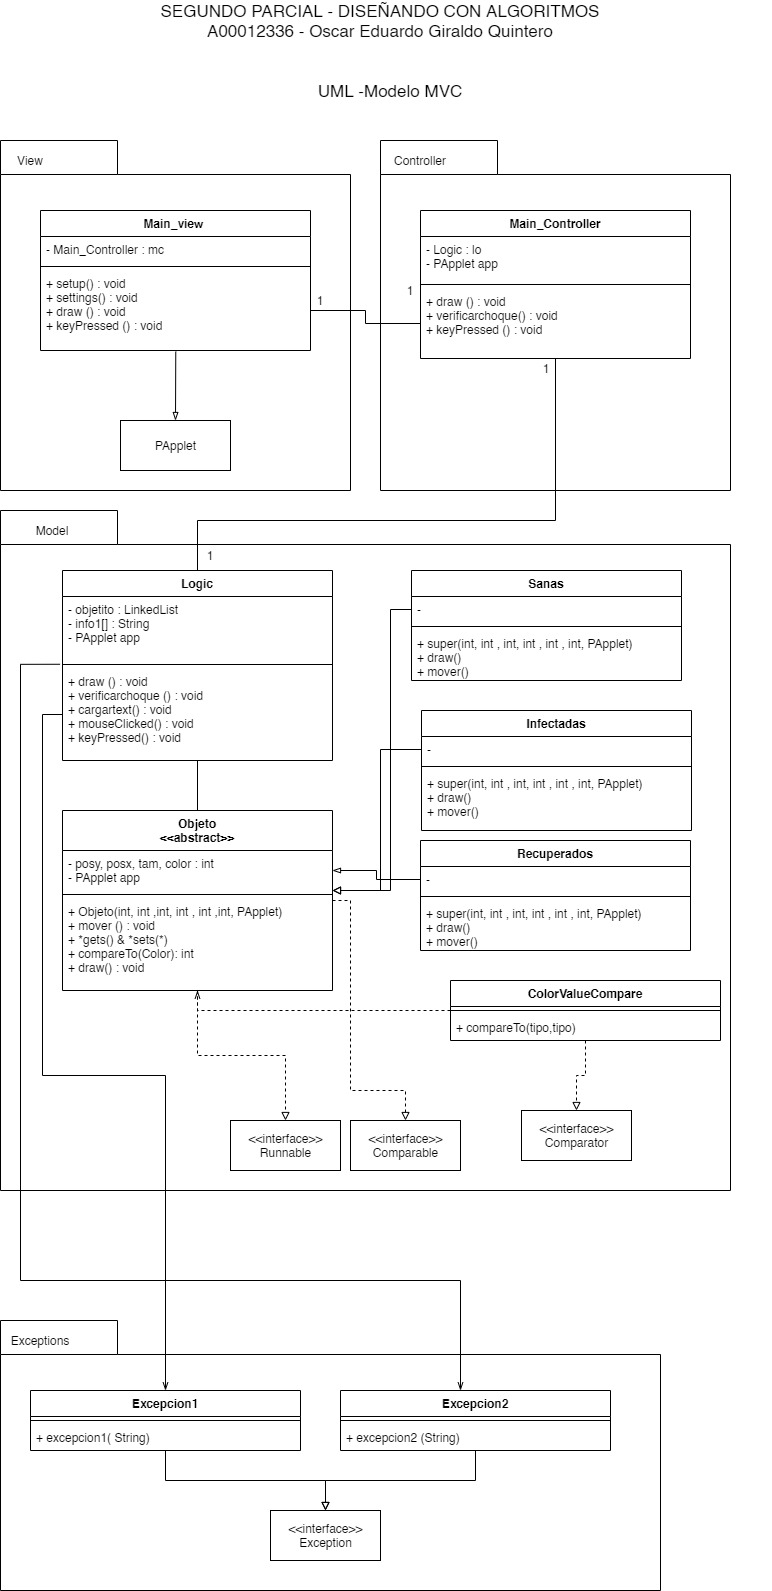 SEGUNDO PARCIAL - DISEÑANDO CON ALGORITMOS
A00012336 - Oscar Eduardo Giraldo Quintero
UML -Modelo MVC
View
Main_view
- Main_Controller : mc
+ setup() : void
+ settings() : void
+ draw () : void
+ keyPressed () : void
1
PApplet
Controller
Main_Controller
- Logic : lo
- PApplet app
1
+ draw () : void
+ verificarchoque() : void
+ keyPressed () : void
1
Model
1
Logic
- objetito : LinkedList
- info1[] : String
- PApplet app
+ draw () : void
+ verificarchoque () : void
+ cargartext() : void
+ mouseClicked() : void
+ keyPressed() : void
Sanas
-
+ super(int, int , int, int , int , int, PApplet)
+ draw()
+ mover()
Infectadas
-
+ super(int, int , int, int , int , int, PApplet)
+ draw()
+ mover()
Objeto
<<abstract>>
- posy, posx, tam, color : int
- PApplet app
+ Objeto(int, int ,int, int , int ,int, PApplet)
+ mover () : void
+ *gets() & *sets(*)
+ compareTo(Color): int
+ draw() : void
Recuperados
-
+ super(int, int , int, int , int , int, PApplet)
+ draw()
+ mover()
ColorValueCompare
+ compareTo(tipo,tipo)
<<interface>>
Runnable
<<interface>>
Comparable
<<interface>>
Comparator
Exceptions
Excepcion1
+ excepcion1( String)
Excepcion2
+ excepcion2 (String)
<<interface>>
Exception